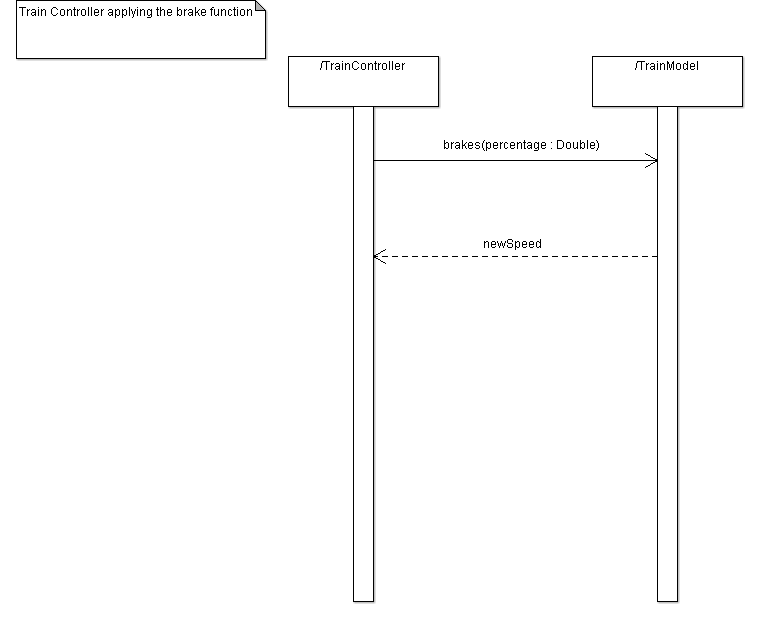 Train Controller applying the brake function
/TrainController
/TrainModel
brakes(percentage : Double)
newSpeed